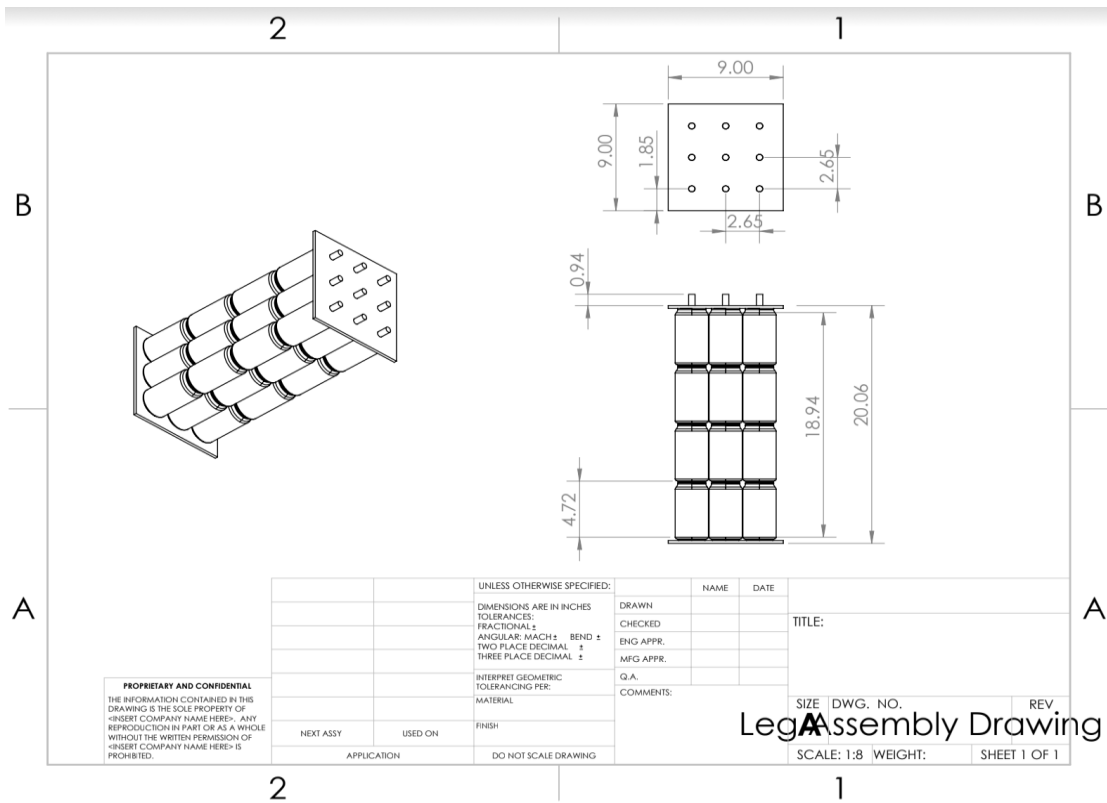 2
1
B
B
A
A
9.00
9.00
1.85
2.65
2.65
0.94
18.94
20.06
4.72
UNLESS OTHERWISE SPECIFIED:
DIMENSIONS ARE IN INCHES
TOLERANCES:
FRACTIONAL ±
ANGULAR: MACH ± BEND ±
TWO PLACE DECIMAL ±
THREE PLACE DECIMAL ±
INTERPRET GEOMETRIC
TOLERANCING PER:
MATERIAL
FINISH
DO NOT SCALE DRAWING
NAME DATE
DRAWN
CHECKED
ENG APPR.
MFG APPR.
Q.A.
COMMENTS:
TITLE:
SIZE DWG. NO. REV
A
Leg Assembly Drawing
SCALE: 1:8 WEIGHT: SHEET 1 OF 1
PROPRIETARY AND CONFIDENTIAL
THE INFORMATION CONTAINED IN THIS
DRAWING IS THE SOLE PROPERTY OF
<INSERT COMPANY NAME HERE>. ANY
REPRODUCTION IN PART OR AS A WHOLE
WITHOUT THE WRITTEN PERMISSION OF
<INSERT COMPANY NAME HERE> IS
PROHIBITED.
NEXT ASSY USED ON
APPLICATION
2
1